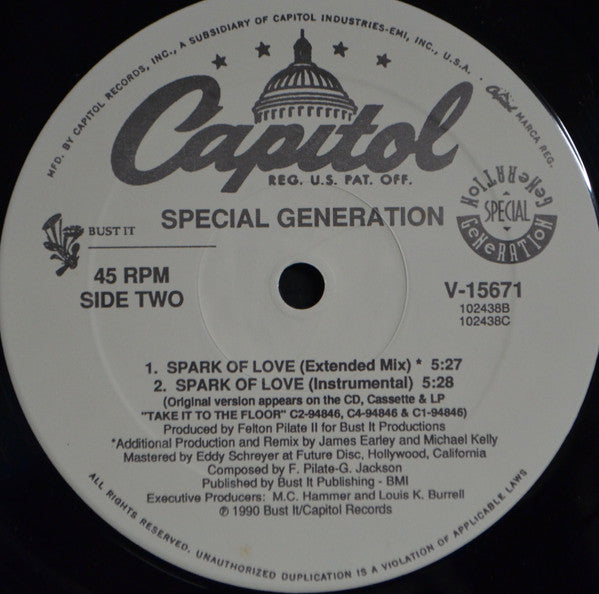 MFD. BY CAPITOL RECORDS, INC., A SUBSIDIARY OF CAPITOL INDUSTRIES-EMI, INC., U.S.A. · Capitol MARCA REG.
Capitol
REG. U.S. PAT. OFF.
SPECIAL GENERATION
GENERATION
SPECIAL
GENERATION
BUST IT
45 RPM
SIDE TWO
V-15671
102438B
102438C
1. SPARK OF LOVE (Extended Mix) * 5:27
2. SPARK OF LOVE (Instrumental) 5:28
(Original version appears on the CD, Cassette & LP
"TAKE IT TO THE FLOOR" C2-94846, C4-94846 & C1-94846)
Produced by Felton Pilate II for Bust It Productions
*Additional Production and Remix by James Earley and Michael Kelly
Mastered by Eddy Schreyer at Future Disc, Hollywood, California
Composed by F. Pilate-G. Jackson
Published by Bust It Publishing - BMI
Executive Producers: M.C. Hammer and Louis K. Burrell
℗ 1990 Bust It/Capitol Records
ALL RIGHTS RESERVED. UNAUTHORIZED DUPLICATION IS A VIOLATION OF APPLICABLE LAWS